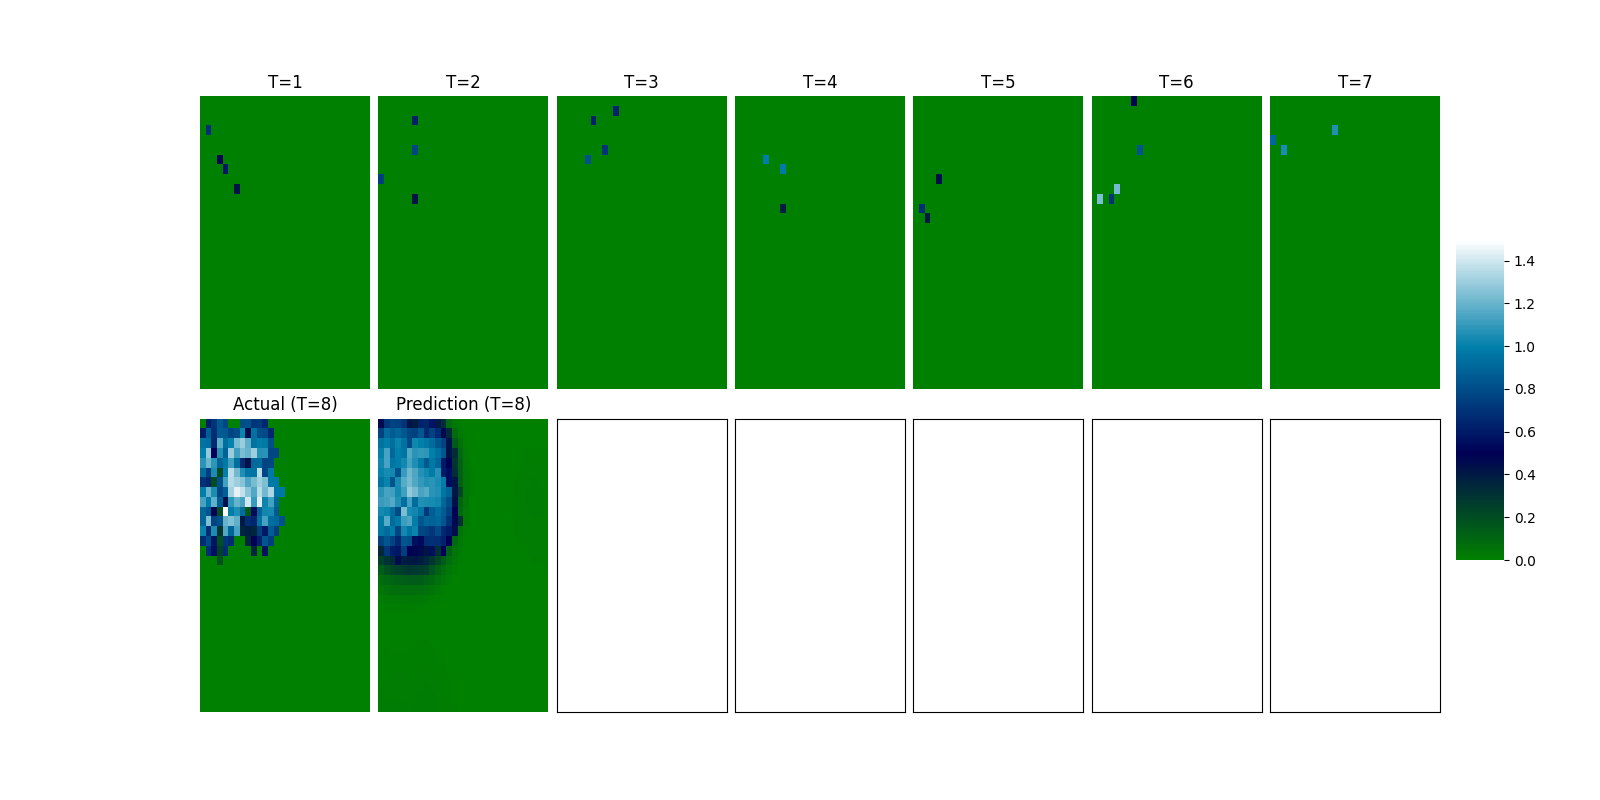 T=1
T=2
T=3
T=4
T=5
T=6
T=7
Actual (T=8)
Prediction (T=8)
1.4
1.2
1.0
0.8
0.6
0.4
0.2
0.0